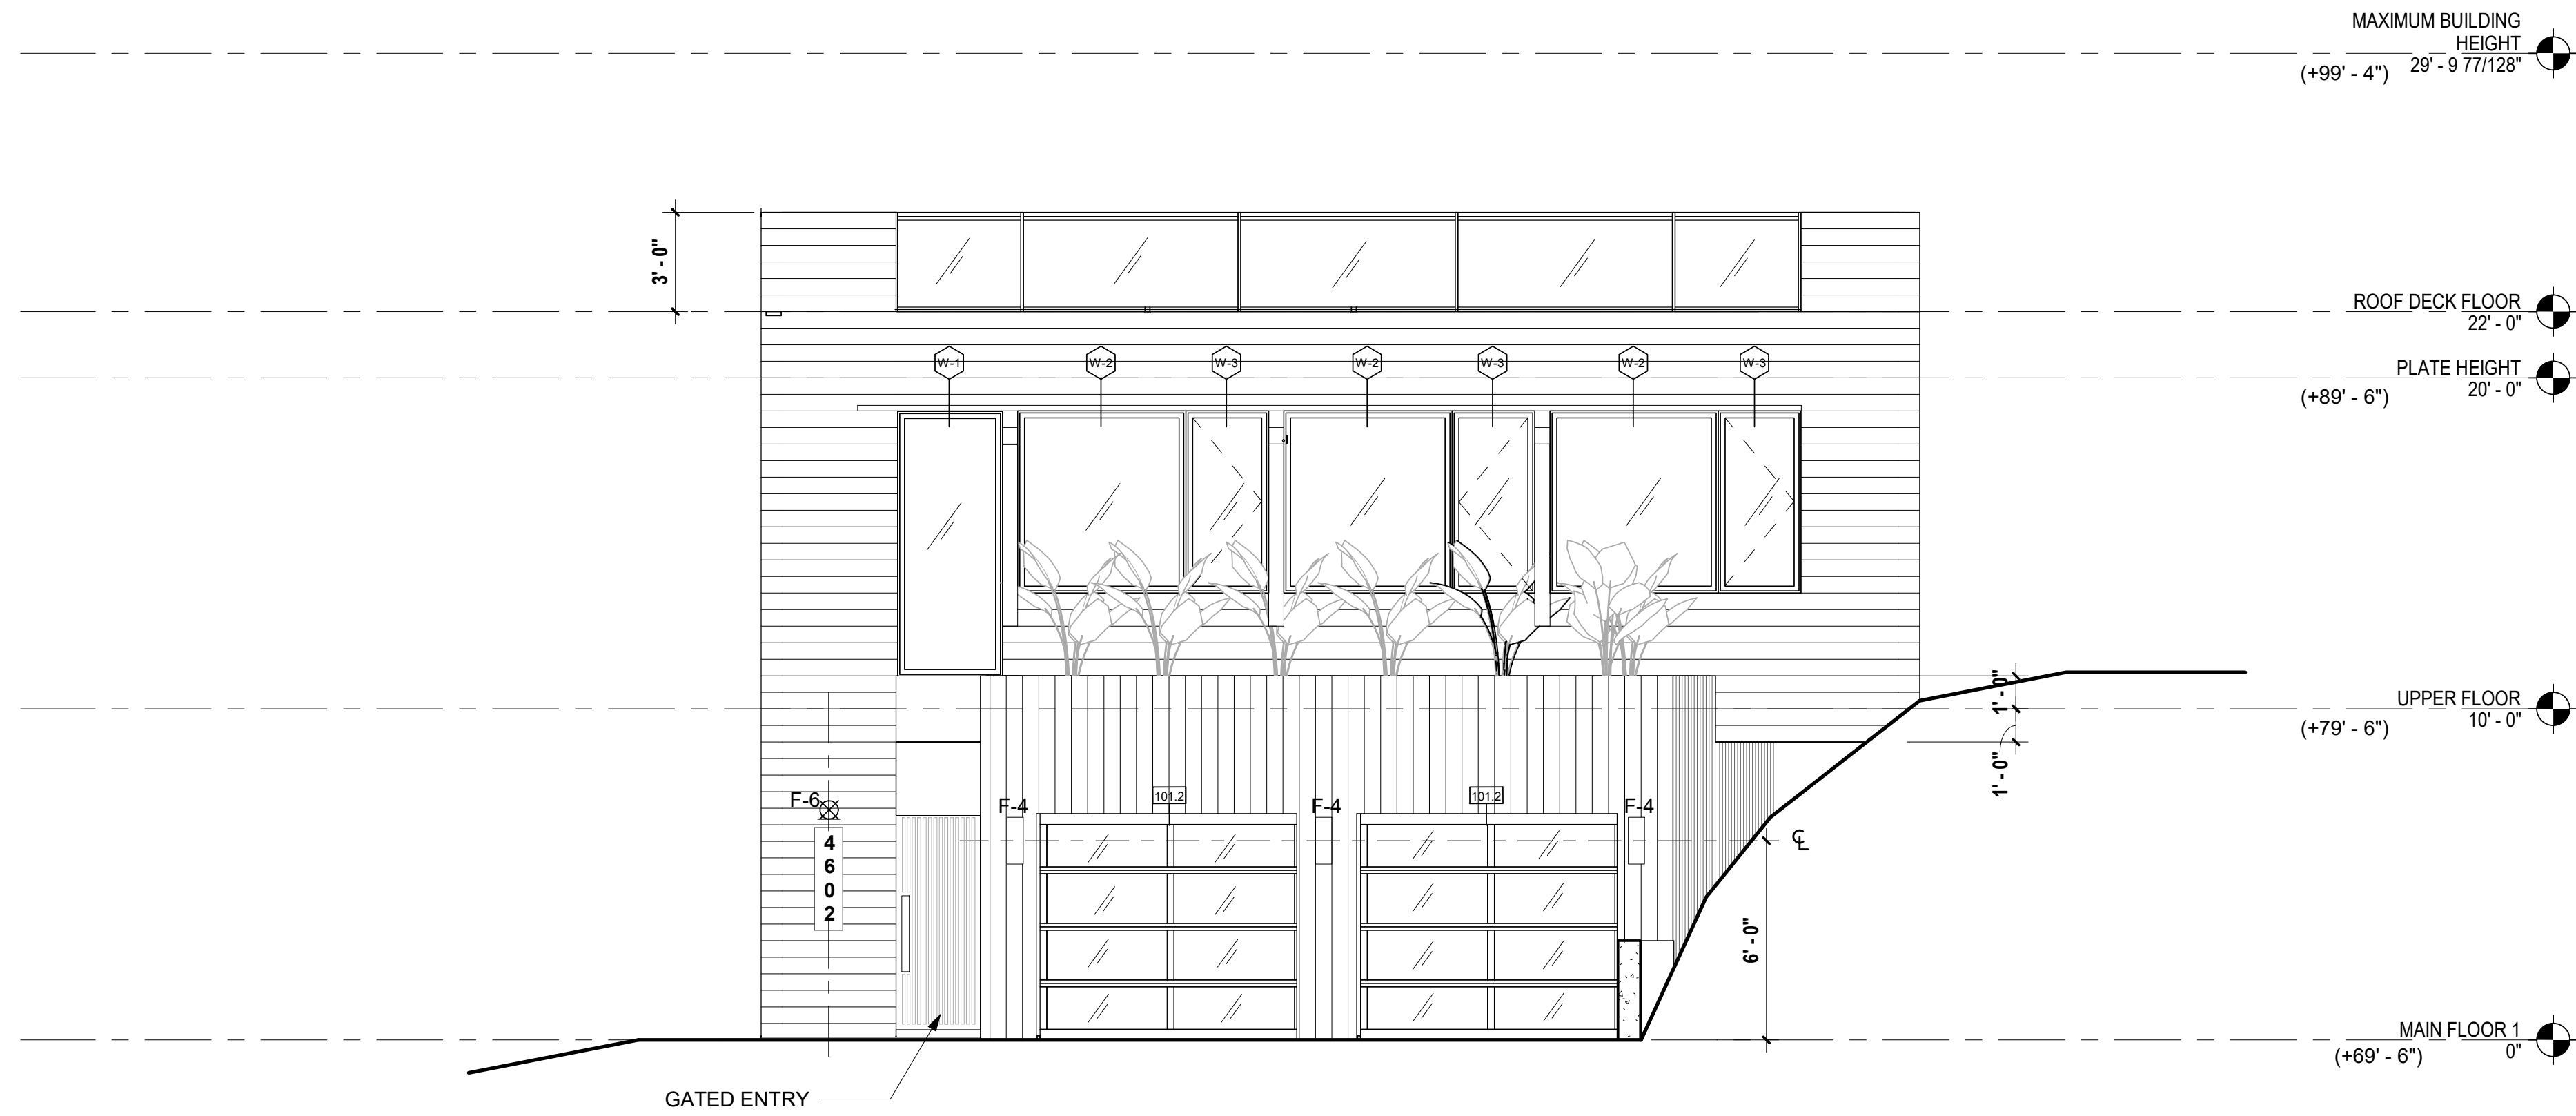 MAXIMUM BUILDING
HEIGHT
(+99' - 4") 29' - 9 77/128"
3' - 0"
ROOF DECK FLOOR
22' - 0"
W-1 W-2 W-3 W-2 W-3 W-2 W-3
PLATE HEIGHT
(+89' - 6") 20' - 0"
1' - 0"
UPPER FLOOR
(+79' - 6") 10' - 0"
1' - 0"
F-6 F-4 101.2 F-4 101.2 F-4
4
6
0
2
℄
6' - 0"
MAIN FLOOR 1
(+69' - 6") 0"
GATED ENTRY